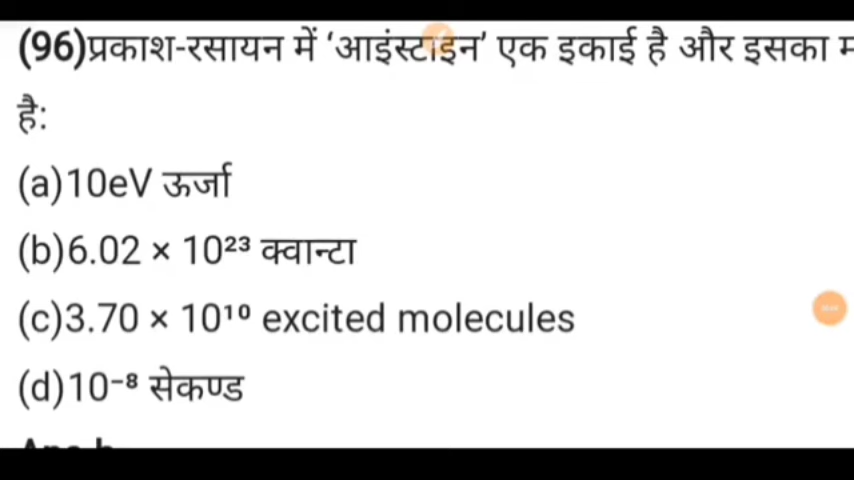 (96)प्रकाश-रसायन में ‘आइंस्टाइन’ एक इकाई है और इसका
है:
(a)10eV ऊर्जा
(b)6.02 × 10²³ क्वान्टा
(c)3.70 × 10¹⁰ excited molecules
(d)10⁻⁸ सेकण्ड